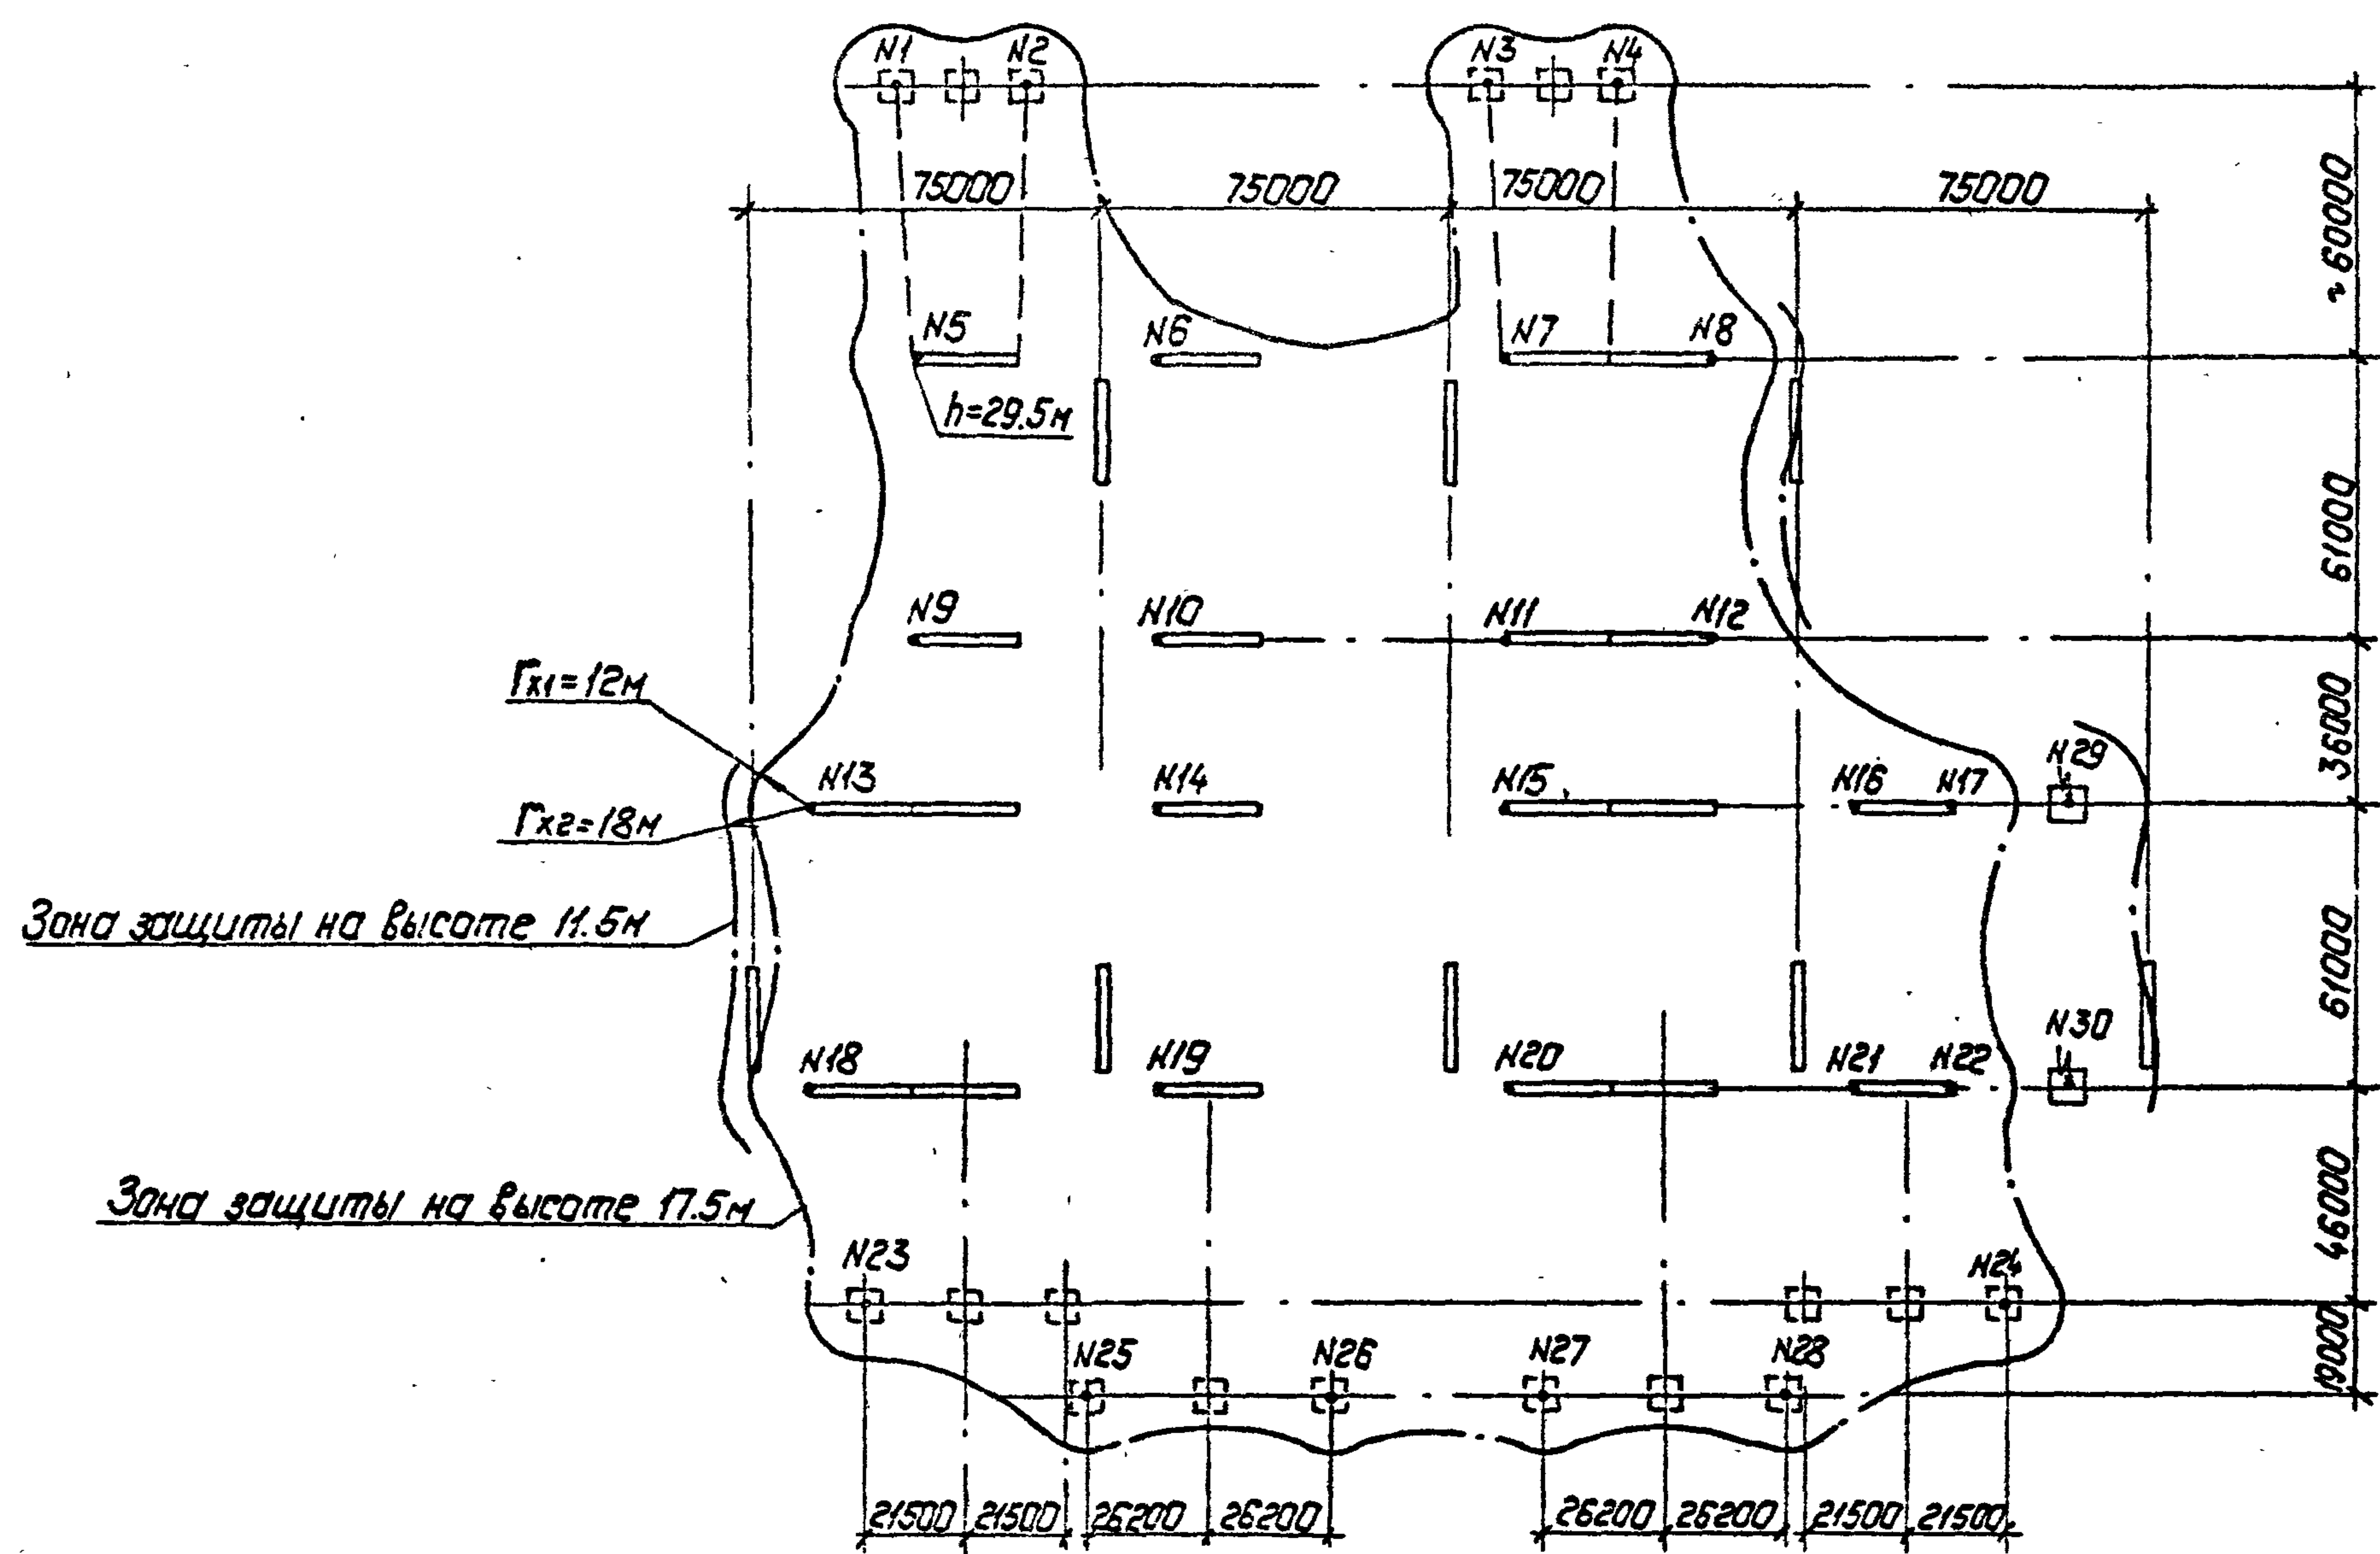 N1
N2
N3
N4
75000
75000
75000
75000
~60000
N5
N6
N7
N8
h=29.5м
61000
N9
N10
N11
N12
rx1=12м
36000
N13
N14
N15
N16
N17
N29
rx2=18м
Зона защиты на высоте 11.5м
61000
N18
N19
N20
N21
N22
N30
Зона защиты на высоте 17.5м
46000
N23
N24
N25
N26
N27
N28
19000
21500
21500
26200
26200
26200
26200
21500
21500